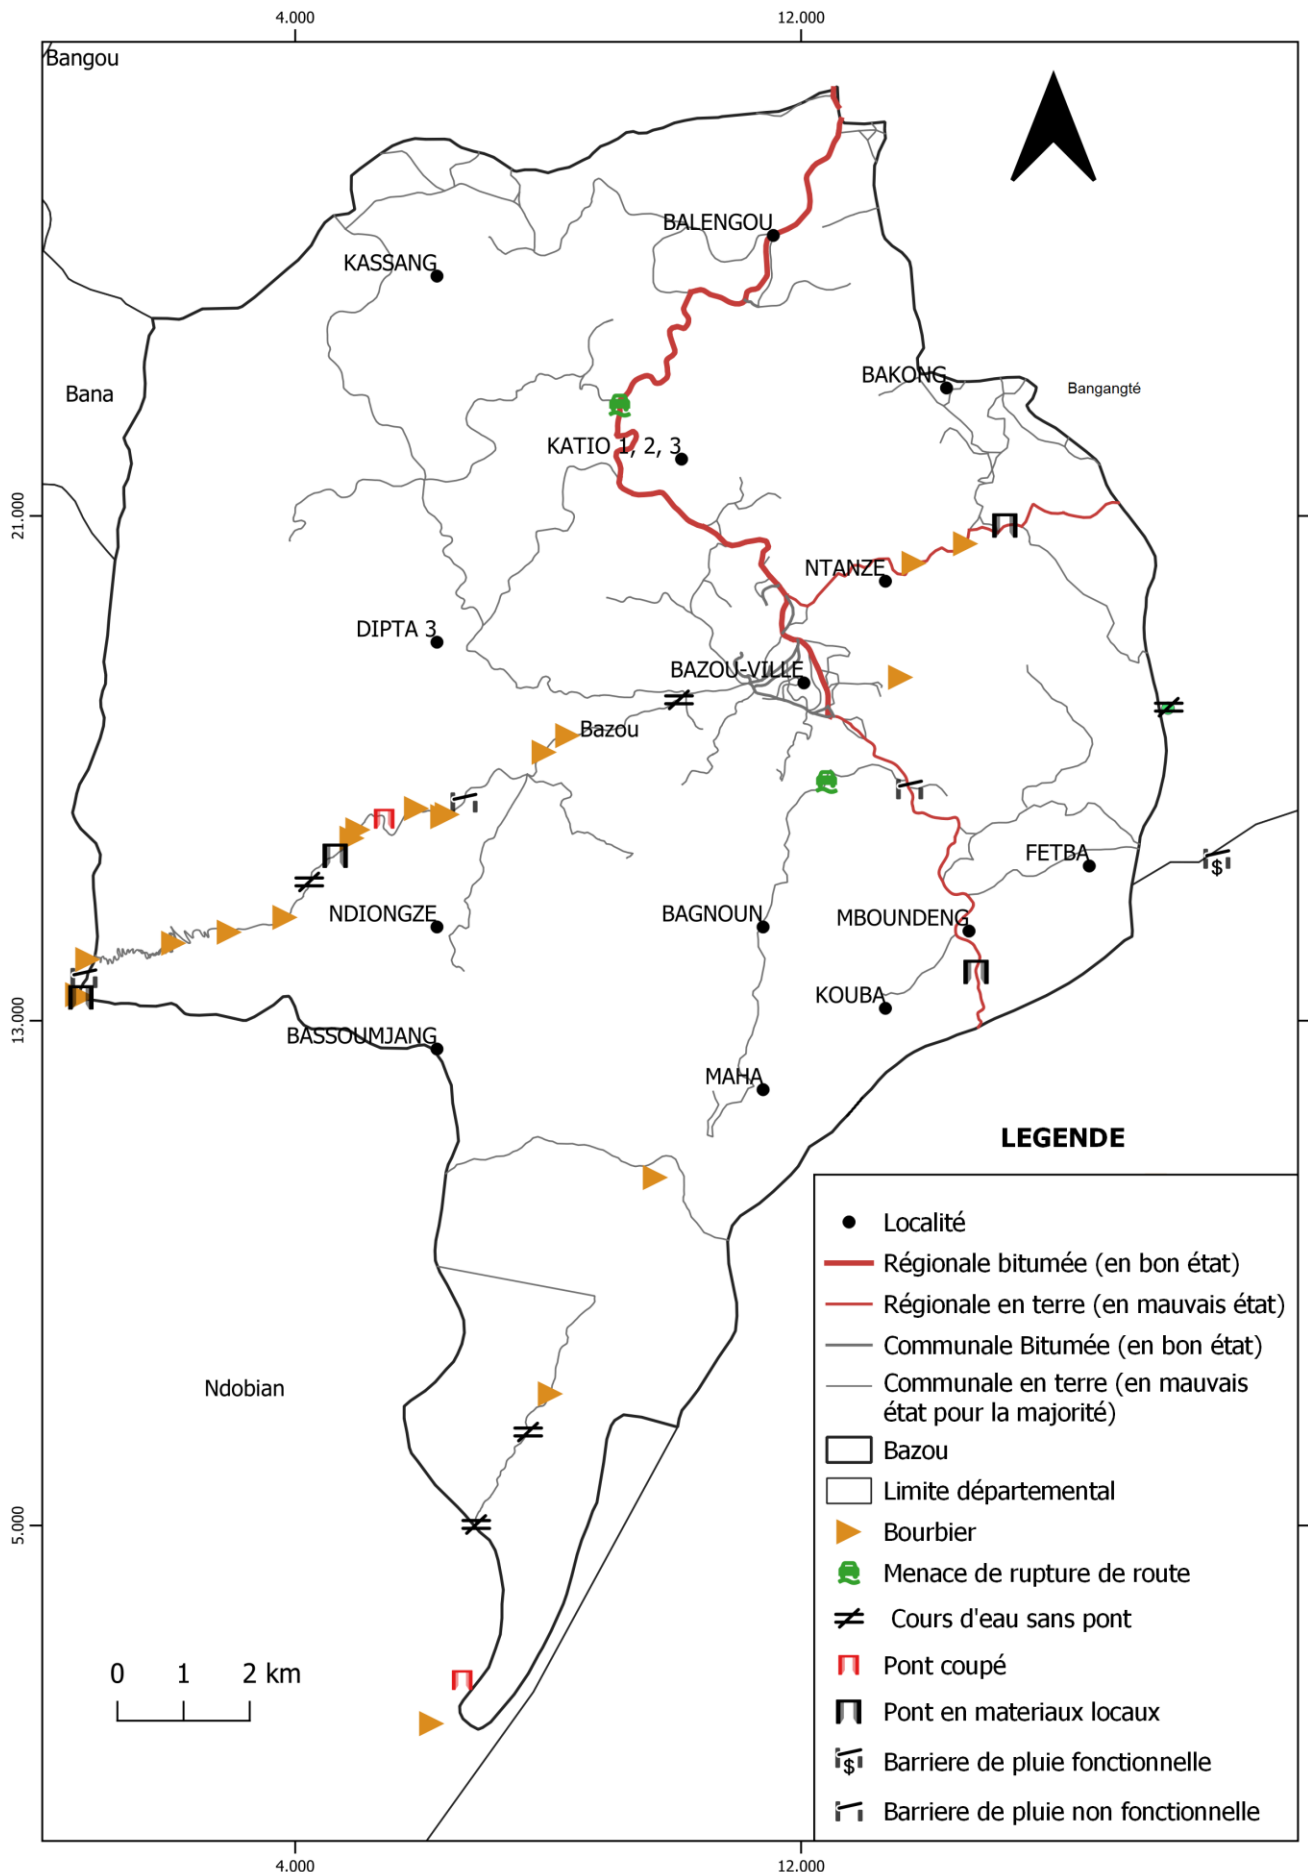 4.000
12.000
Bangou
BALENGOU
KASSANG
BAKONG
Bana
Bangangté
KATIO 1, 2, 3
21.000
NTANZE
DIPTA 3
BAZOU-VILLE
Bazou
FETBA
NDIONGZE
BAGNOUN
MBOUNDENG
KOUBA
13.000
BASSOUMJANG
MAHA
LEGENDE
Localité
Régionale bitumée (en bon état)
Régionale en terre (en mauvais état)
Communale Bitumée (en bon état)
Communale en terre (en mauvais
état pour la majorité)
Bazou
Limite départemental
Bourbier
Menace de rupture de route
Cours d'eau sans pont
Pont coupé
Pont en materiaux locaux
Barriere de pluie fonctionnelle
Barriere de pluie non fonctionnelle
Ndobian
5.000
0 1 2 km
4.000
12.000